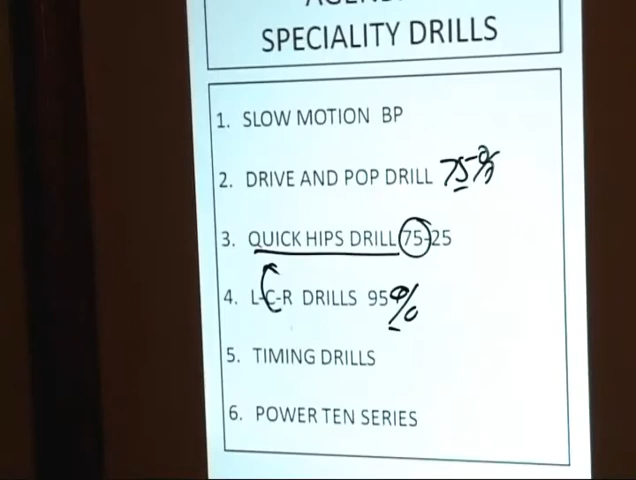 SPECIALITY DRILLS
1. SLOW MOTION BP
2. DRIVE AND POP DRILL 75%
3. QUICK HIPS DRILL 75-25
4. L-C-R DRILLS 95%
5. TIMING DRILLS
6. POWER TEN SERIES